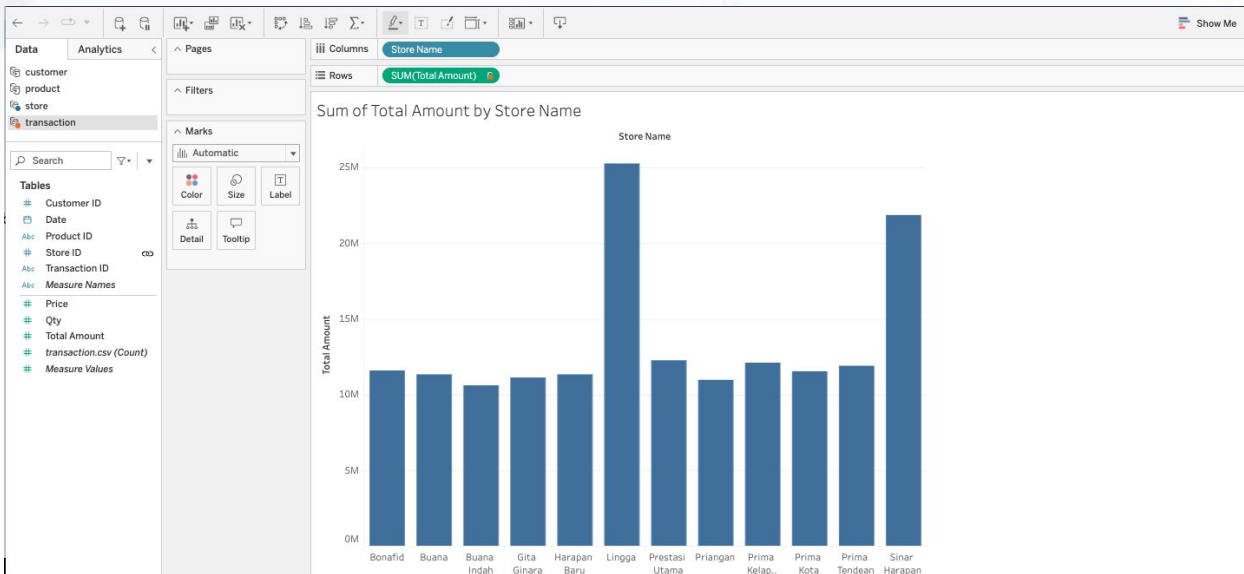 Show Me
Data
Analytics
customer
product
store
transaction
Search
Tables
Customer ID
Date
Abc Product ID
Store ID
Abc Transaction ID
Abc Measure Names
Price
Qty
Total Amount
transaction.csv (Count)
Measure Values
Pages
Filters
Marks
Automatic
Color Size Label
Detail Tooltip
Columns Store Name
Rows SUM(Total Amount)
Sum of Total Amount by Store Name
Store Name
Total Amount
25M
20M
15M
10M
5M
0M
Bonafid Buana Buana Gita Harapan Lingga Prestasi Priangan Prima Prima Prima Sinar
Indah Ginara Baru Utama Kelap.. Kota Tendean Harapan